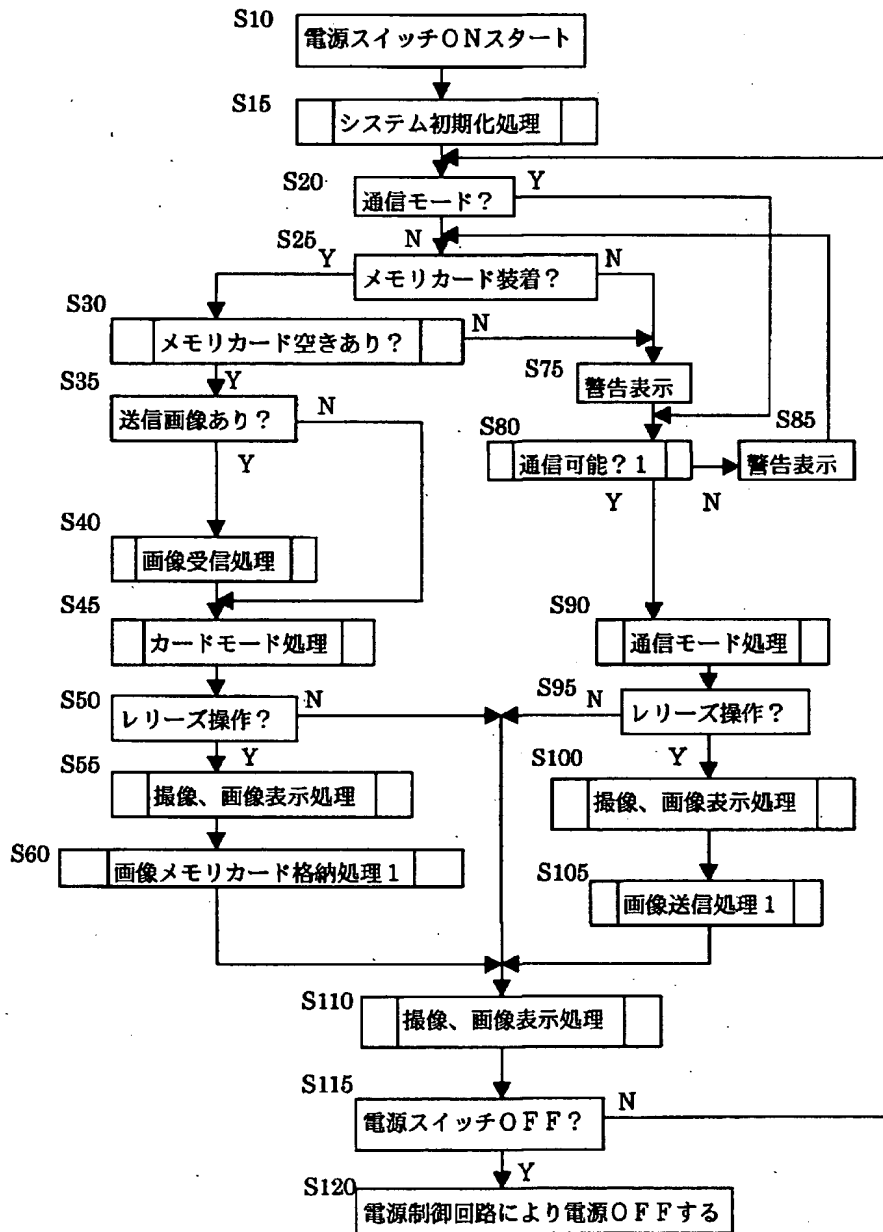 S10
電源スイッチONスタート
S15
システム初期化処理
S20
通信モード?
Y
N
S25
メモリカード装着?
Y
N
S30
メモリカード空きあり?
N
Y
S35
送信画像あり?
N
Y
S75
警告表示
S80
通信可能?1
Y
N
S85
警告表示
S40
画像受信処理
S45
カードモード処理
S90
通信モード処理
S50
レリーズ操作?
N
Y
S95
レリーズ操作?
N
Y
S55
撮像、画像表示処理
S100
撮像、画像表示処理
S60
画像メモリカード格納処理1
S105
画像送信処理1
S110
撮像、画像表示処理
S115
電源スイッチOFF?
N
Y
S120
電源制御回路により電源OFFする